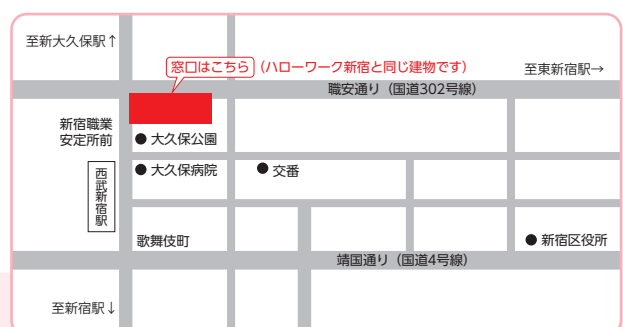 至新大久保駅↑
窓口はこちら（ハローワーク新宿と同じ建物です）
至東新宿駅→
職安通り（国道302号線）
新宿職業
安定所前
●大久保公園
●大久保病院
●交番
西武新宿駅
歌舞伎町
●新宿区役所
靖国通り（国道4号線）
至新宿駅↓